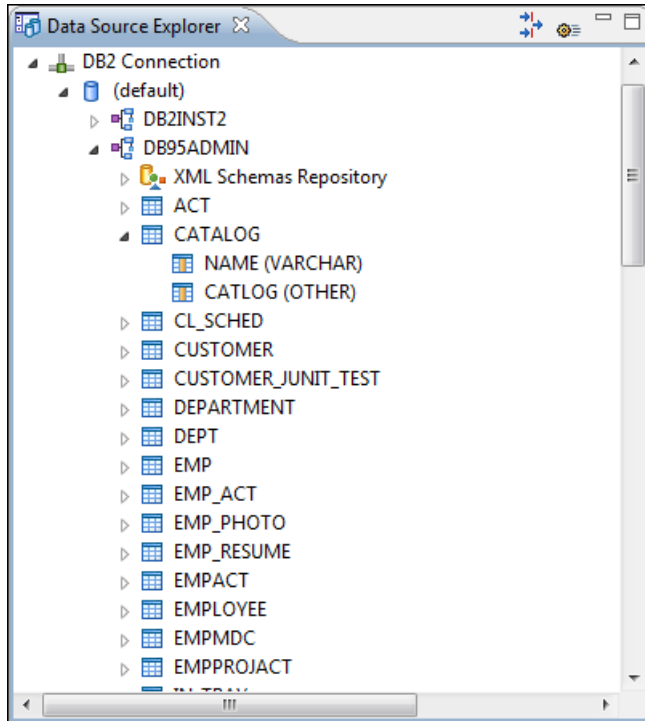 Data Source Explorer
DB2 Connection
(default)
DB2INST2
DB95ADMIN
XML Schemas Repository
ACT
CATALOG
NAME (VARCHAR)
CATLOG (OTHER)
CL_SCHED
CUSTOMER
CUSTOMER_JUNIT_TEST
DEPARTMENT
DEPT
EMP
EMP_ACT
EMP_PHOTO
EMP_RESUME
EMPACT
EMPLOYEE
EMPMDC
EMPPROJACT